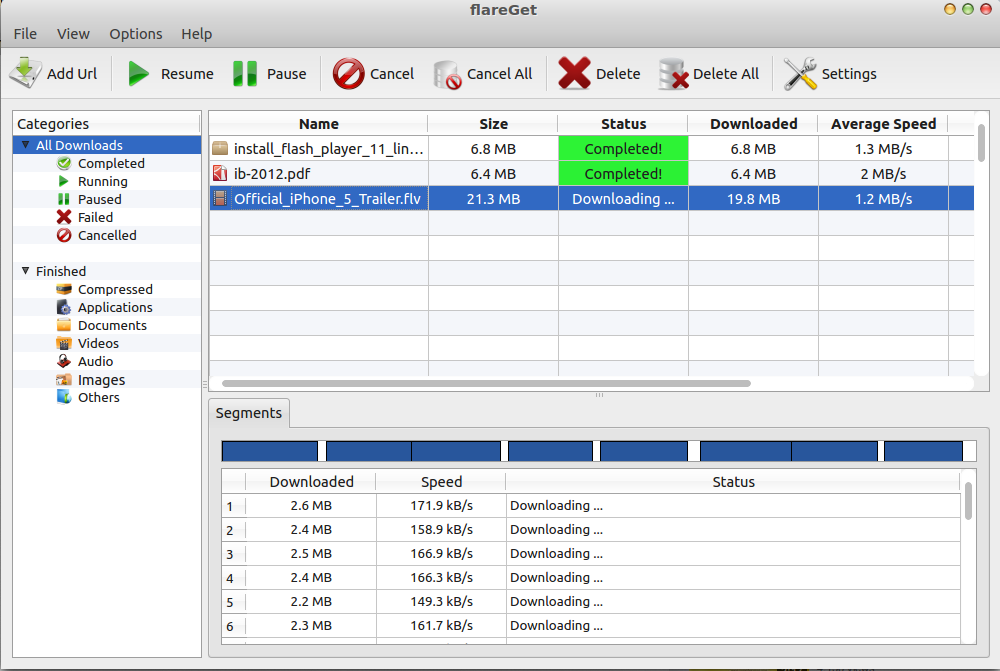 flareGet
File View Options Help
Add Url Resume Pause Cancel Cancel All Delete Delete All Settings
Categories
All Downloads
Completed
Running
Paused
Failed
Cancelled
Finished
Compressed
Applications
Documents
Videos
Audio
Images
Others
Name Size Status Downloaded Average Speed
install_flash_player_11_lin... 6.8 MB Completed! 6.8 MB 1.3 MB/s
ib-2012.pdf 6.4 MB Completed! 6.4 MB 2 MB/s
Official_iPhone_5_Trailer.flv 21.3 MB Downloading ... 19.8 MB 1.2 MB/s
Segments
Downloaded Speed Status
1 2.6 MB 171.9 kB/s Downloading ...
2 2.4 MB 158.9 kB/s Downloading ...
3 2.5 MB 166.9 kB/s Downloading ...
4 2.4 MB 166.3 kB/s Downloading ...
5 2.2 MB 149.3 kB/s Downloading ...
6 2.3 MB 161.7 kB/s Downloading ...